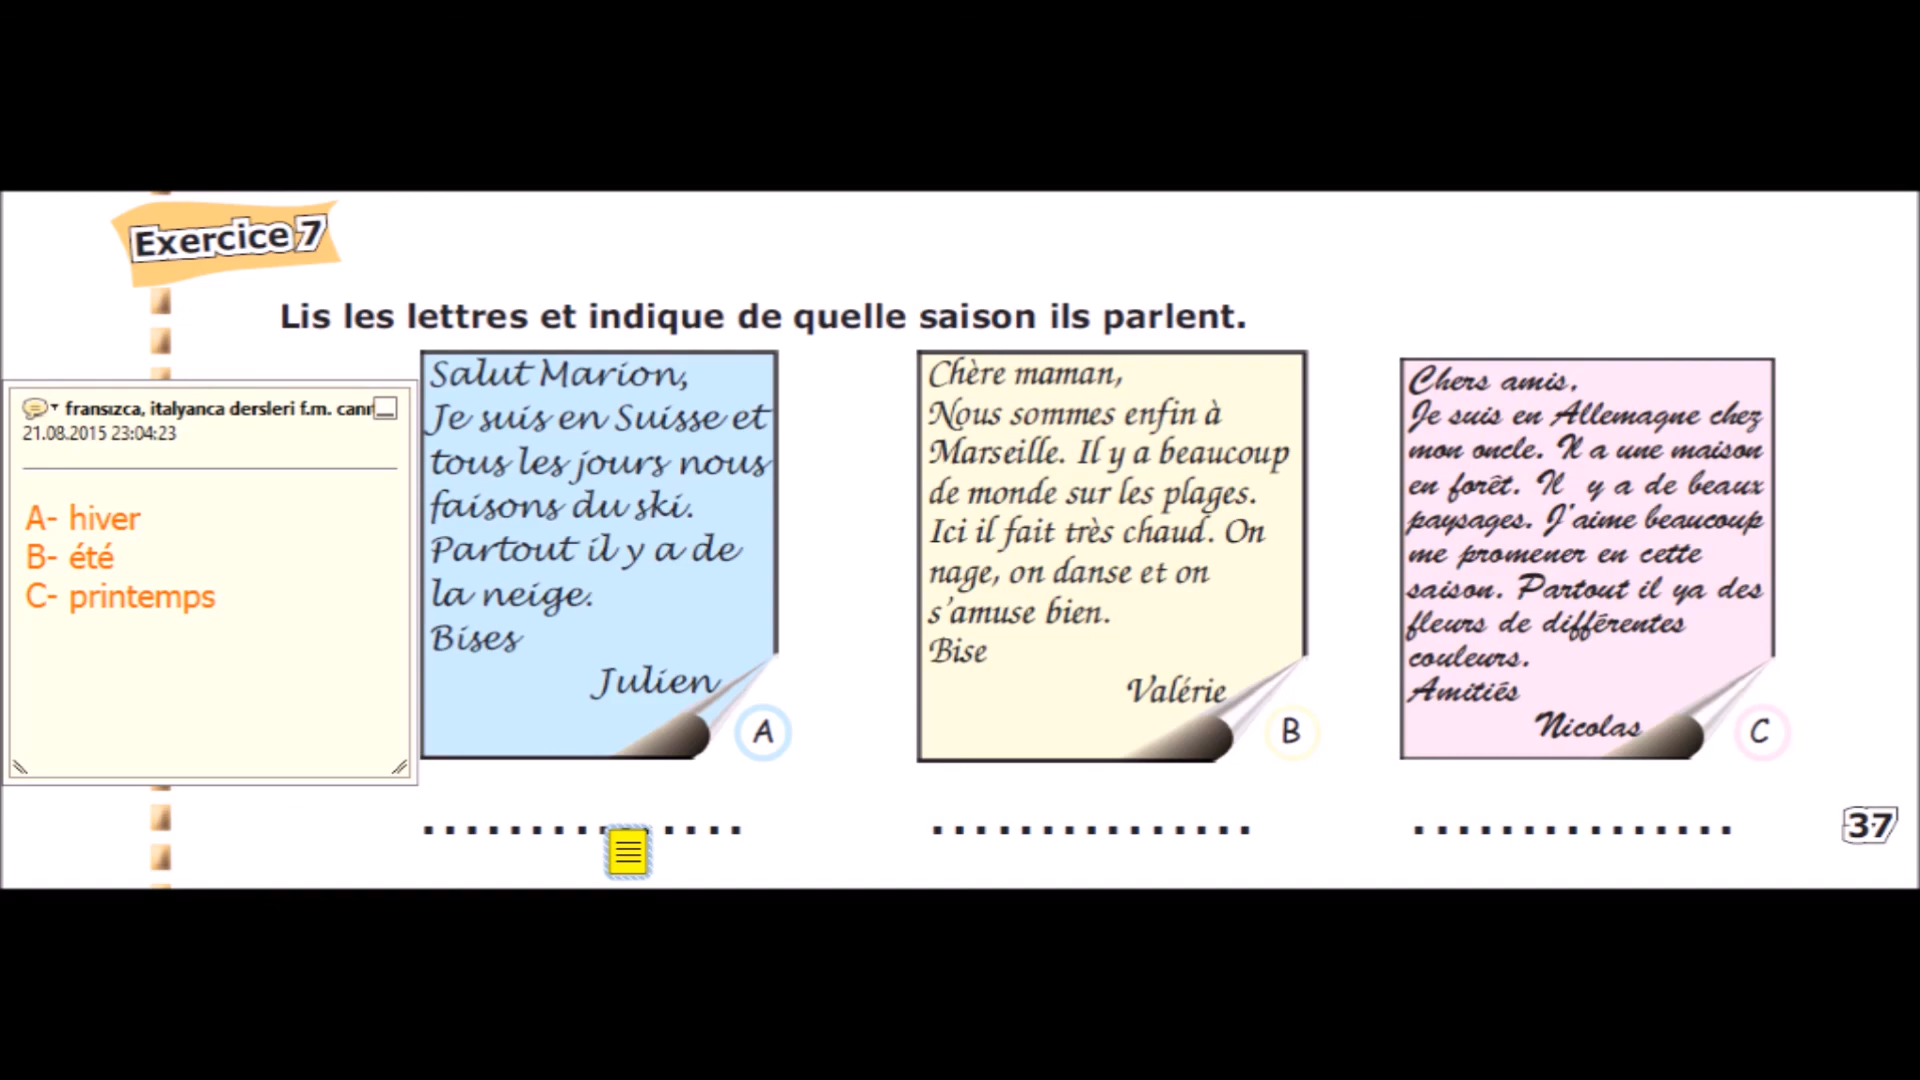 Exercice 7
Lis les lettres et indique de quelle saison ils parlent.
fransızca, italyanca dersleri f.m.
21.08.2015 23:04:23
A- hiver
B- été
C- printemps
Salut Marion,
Je suis en Suisse et
tous les jours nous
faisons du ski.
Partout il y a de
la neige.
Bises
Julien
A
Chère maman,
Nous sommes enfin à
Marseille. Il y a beaucoup
de monde sur les plages.
Ici il fait très chaud. On
nage, on danse et on
s'amuse bien.
Bise
Valérie
B
Chers amis,
Je suis en Allemagne chez
mon oncle. Il a une maison
en forêt. Il y a de beaux
paysages. J'aime beaucoup
me promener en cette
saison. Partout il ya des
fleurs de différentes
couleurs.
Amitiés
Nicolas
C
37